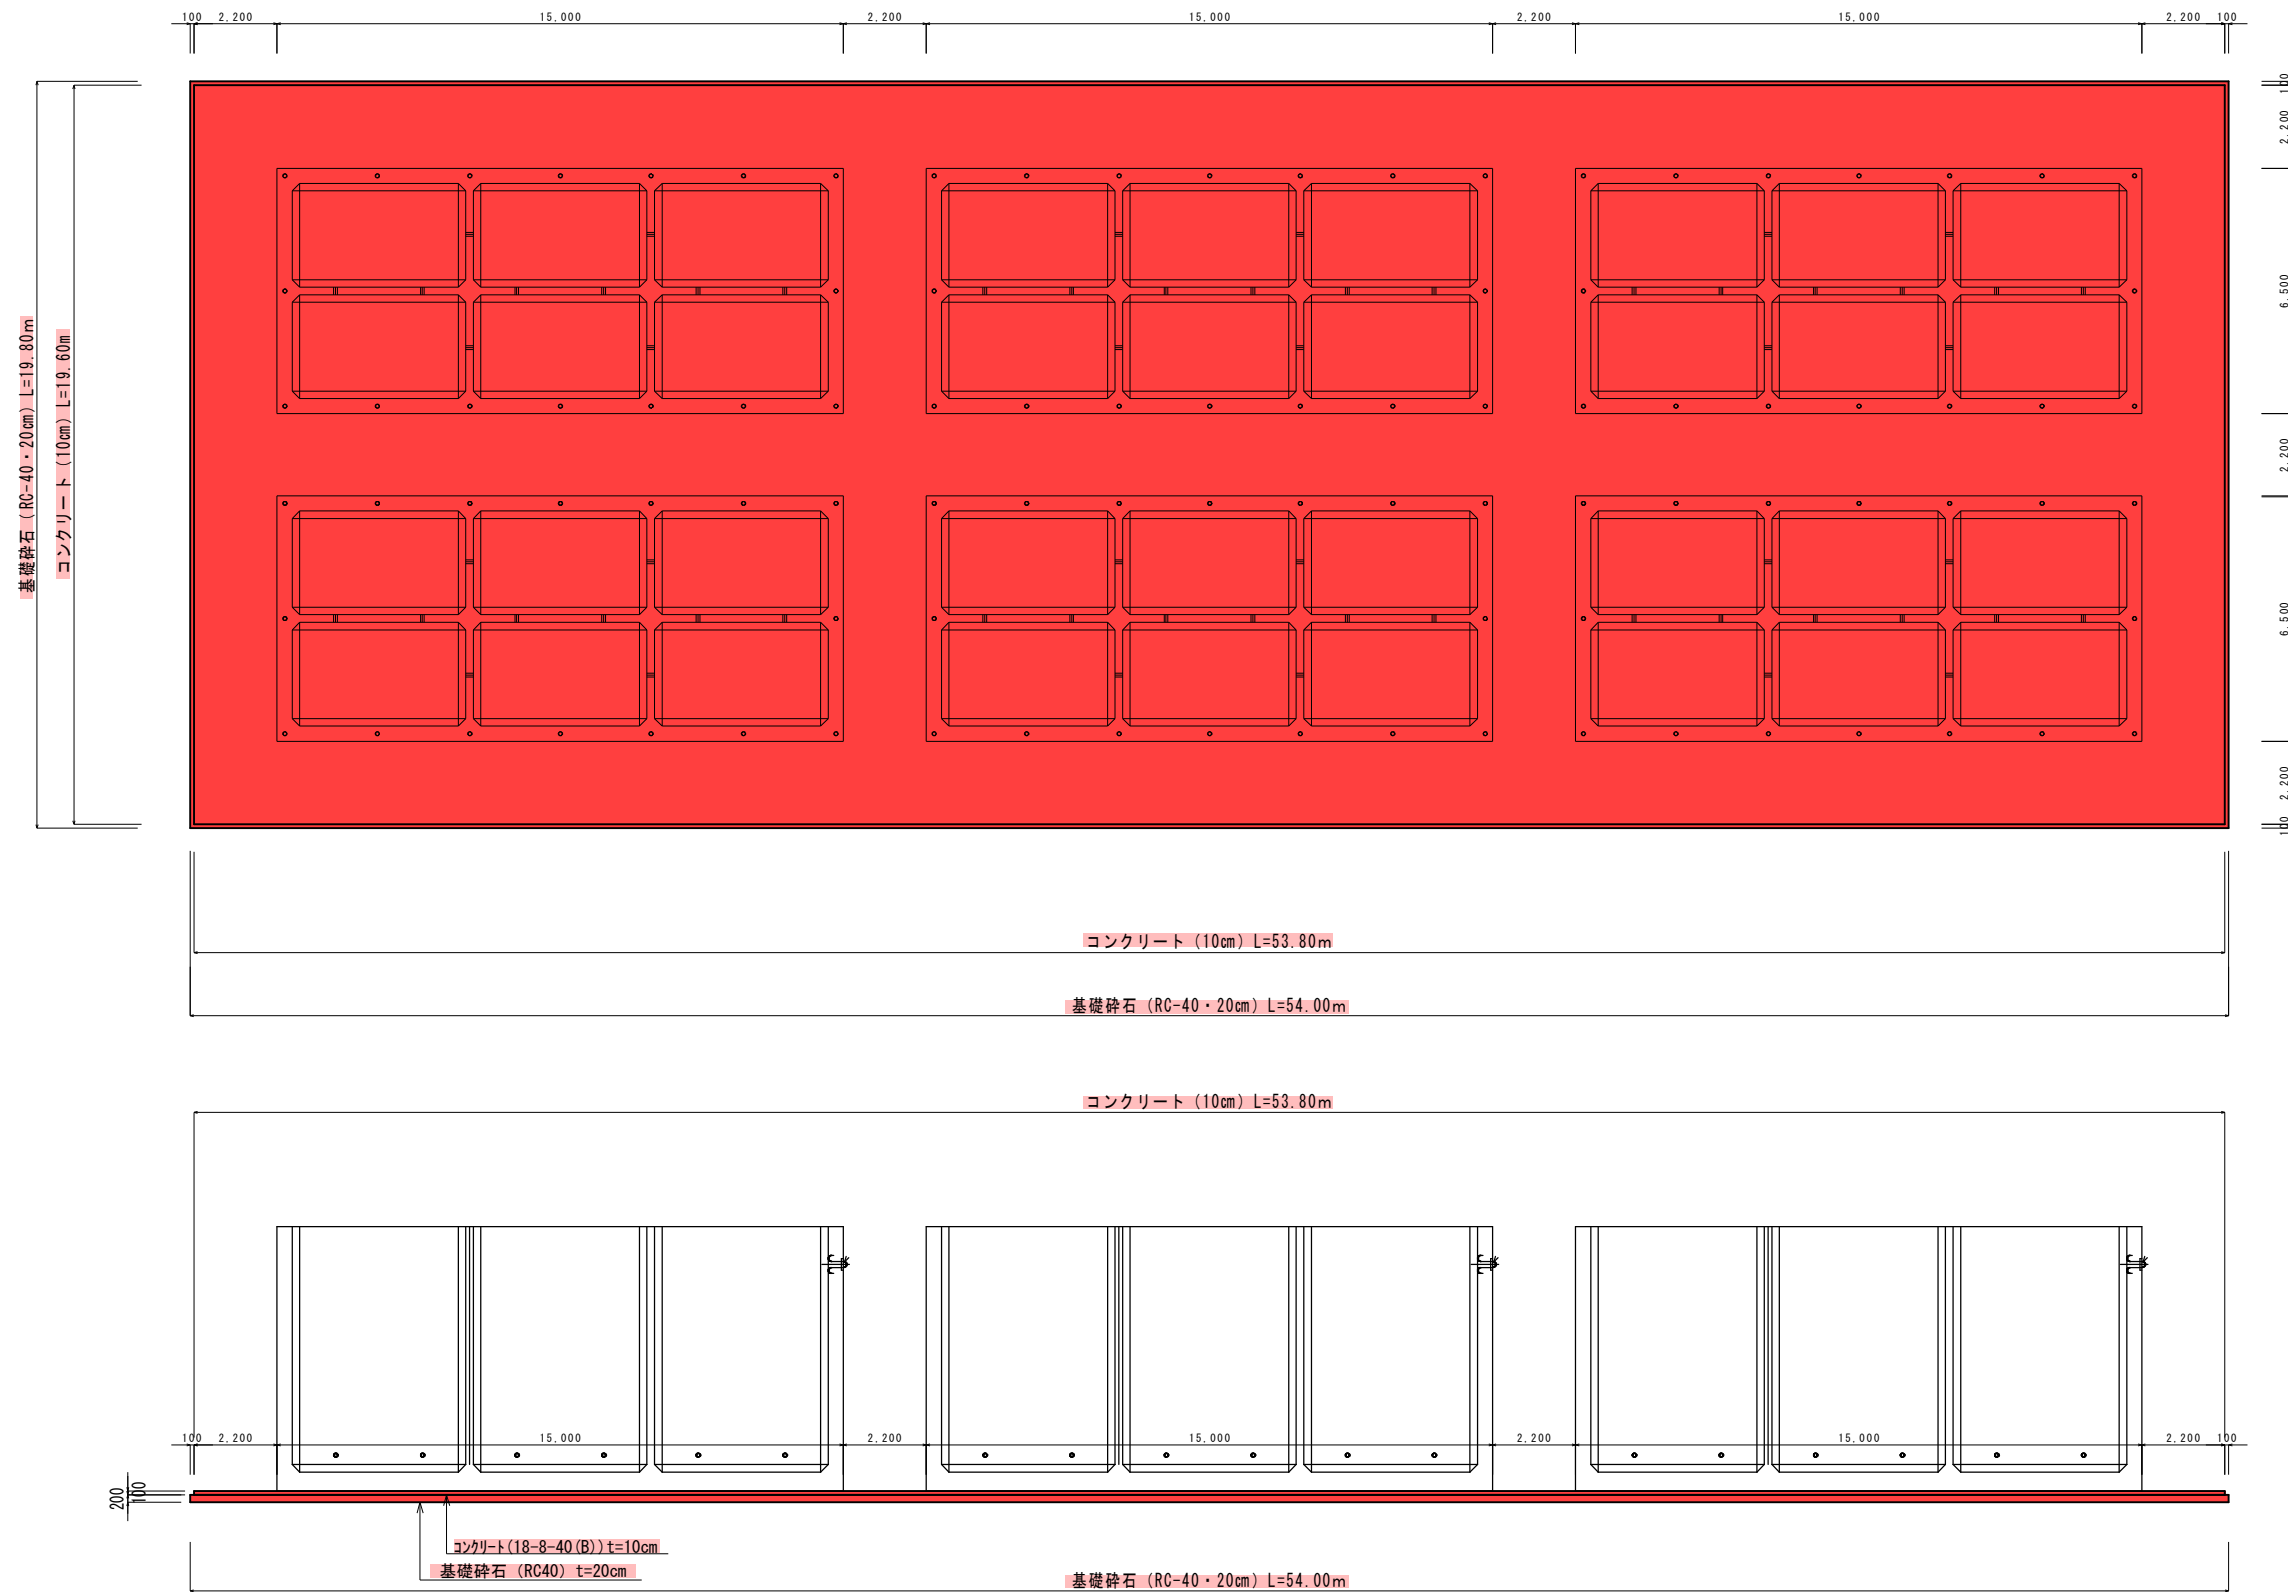 100 2,200 15,000 2,200 15,000 2,200 15,000 2,200 100
100
2,200
6,500
2,200
6,500
2,200
100
基礎砕石（RC-40・20cm）L=19.80m
コンクリート（10cm）L=19.60m
コンクリート（10cm）L=53.80m
基礎砕石（RC-40・20cm）L=54.00m
コンクリート（10cm）L=53.80m
100 2,200 15,000 2,200 15,000 2,200 15,000 2,200 100
200
100
コンクリート(18-8-40(B))t=10cm
基礎砕石（RC40）t=20cm
基礎砕石（RC-40・20cm）L=54.00m